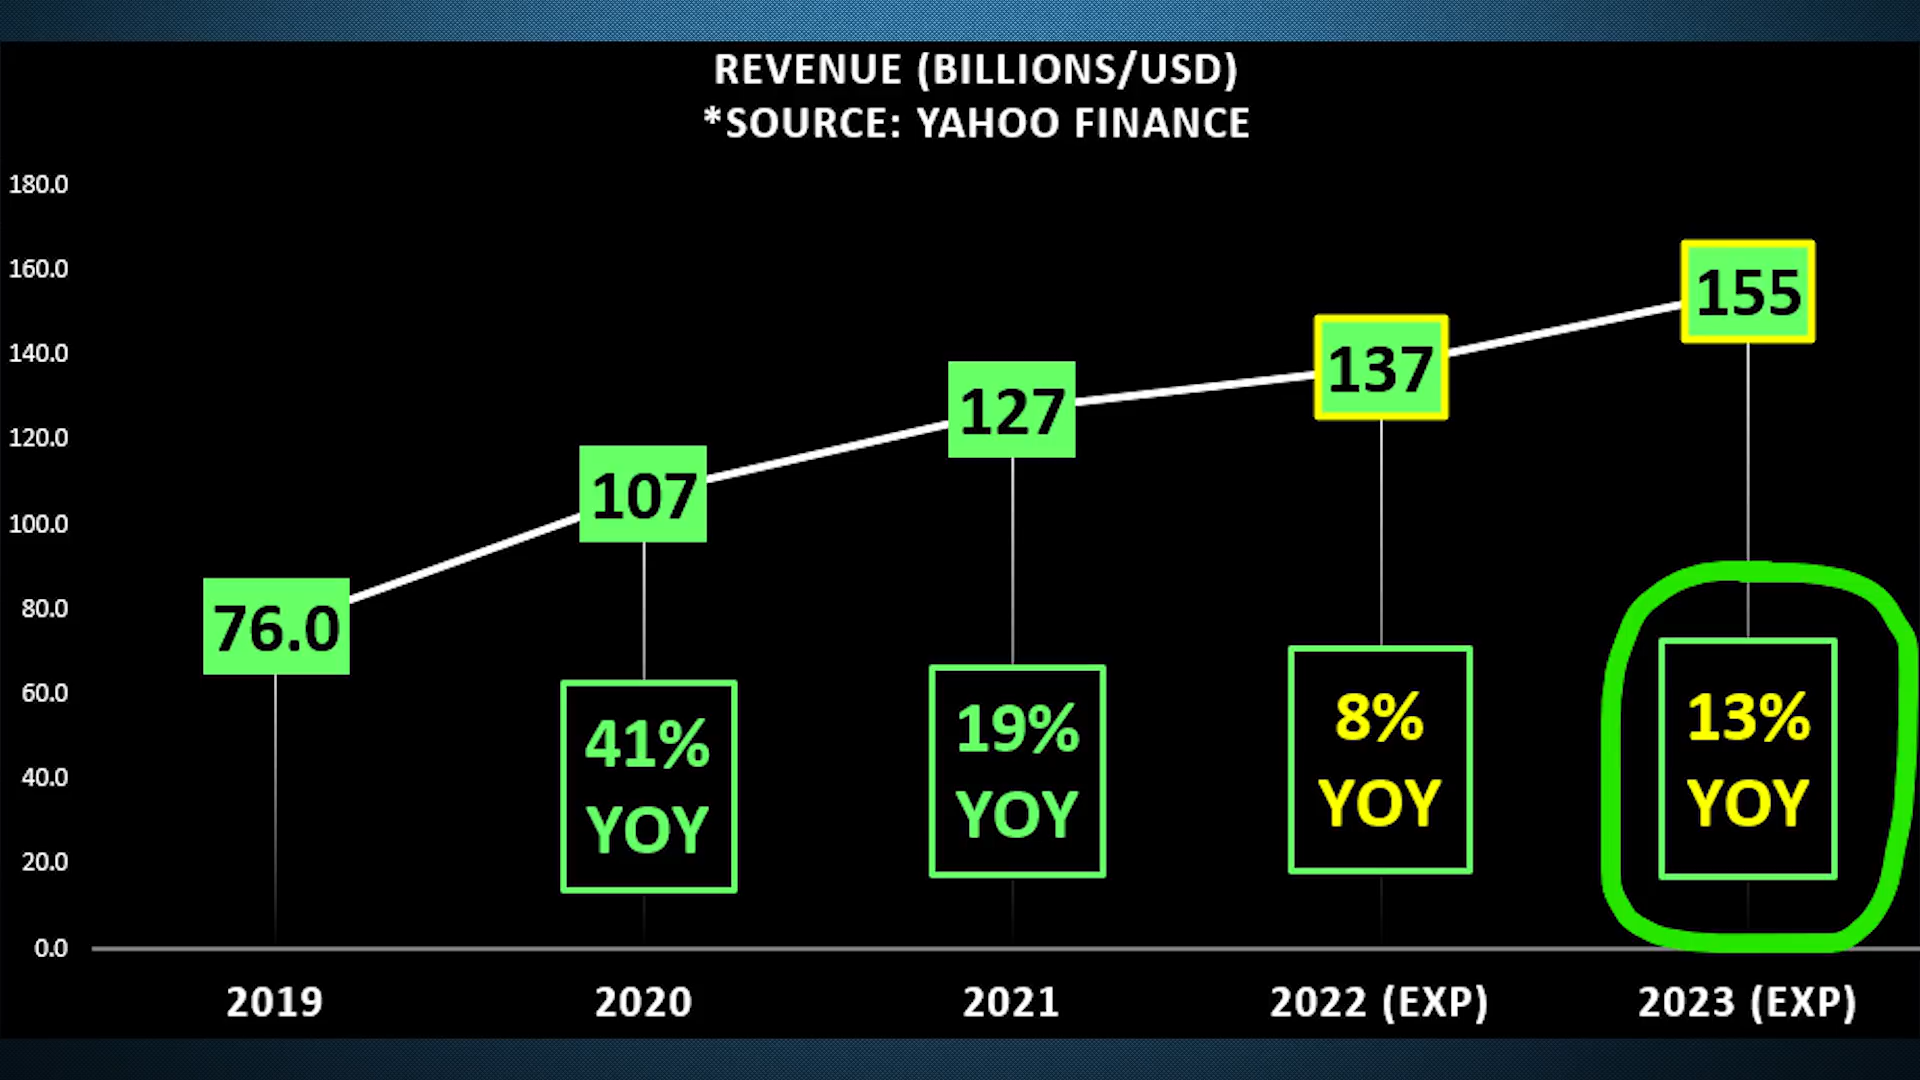 REVENUE (BILLIONS/USD)
*SOURCE: YAHOO FINANCE
180.0
160.0
140.0
120.0
100.0
80.0
60.0
40.0
20.0
0.0
76.0
107
127
137
155
41%
YOY
19%
YOY
8%
YOY
13%
YOY
2019
2020
2021
2022 (EXP)
2023 (EXP)